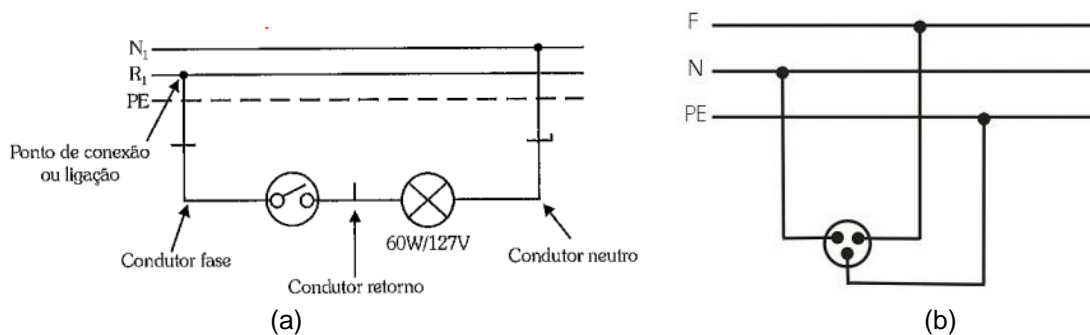 N₁
R₁
PE
Ponto de conexão
ou ligação
60W/127V
Condutor fase
Condutor neutro
Condutor retorno
(a)
F
N
PE
(b)